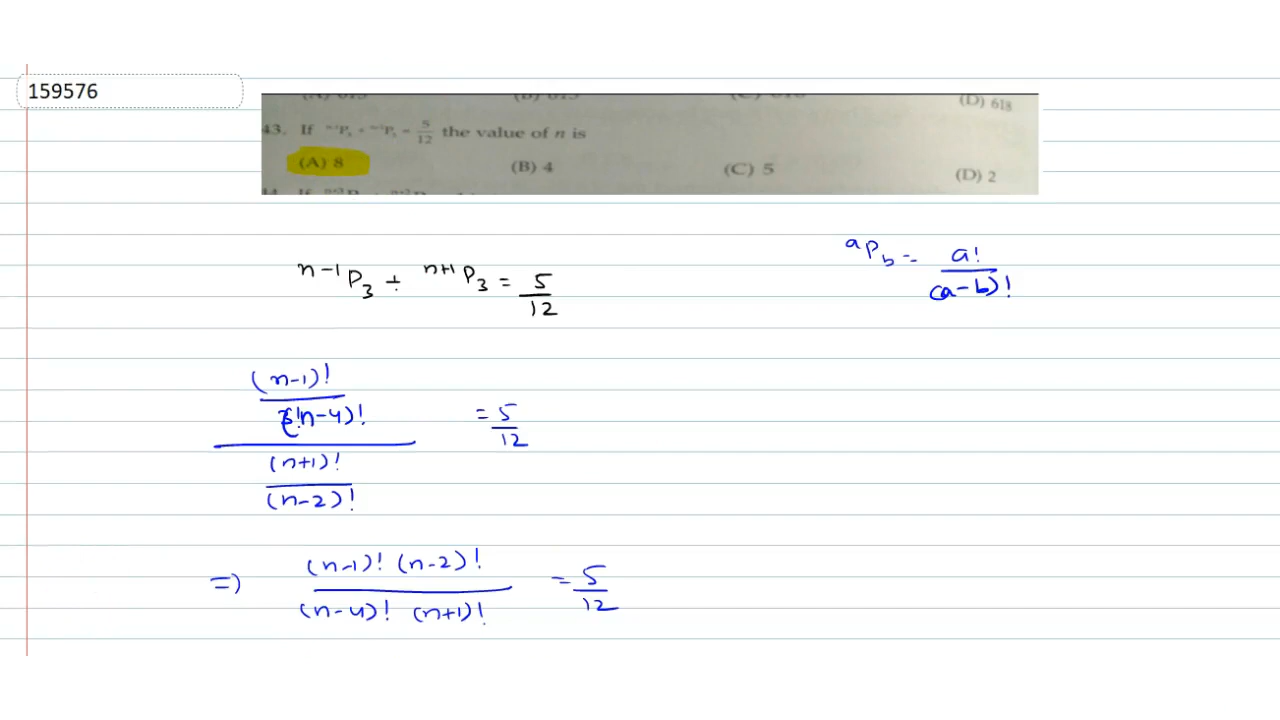 159576
(D) 618
43. If ⁿ⁻¹P₃ ÷ ⁿ⁺¹P₃ = 5/12 the value of n is
(A) 8 (B) 4 (C) 5 (D) 2
ⁿ⁻¹P₃ ÷ ⁿ⁺¹P₃ = 5/12
ᵃP_b = a!/(a-b)!
(n-1)!
(n-4)!
= 5/12
(n+1)!
(n-2)!
=) (n-1)! (n-2)! / (n-4)! (n+1)! = 5/12